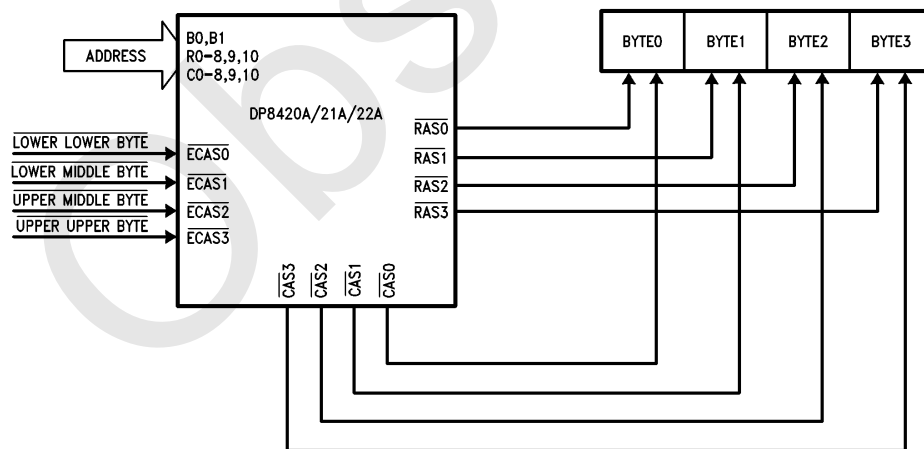 ADDRESS
B0,B1
R0-8,9,10
C0-8,9,10
DP8420A/21A/22A
LOWER LOWER BYTE
LOWER MIDDLE BYTE
UPPER MIDDLE BYTE
UPPER UPPER BYTE
ECAS0
ECAS1
ECAS2
ECAS3
RAS0
RAS1
RAS2
RAS3
CAS3
CAS2
CAS1
CAS0
BYTE0
BYTE1
BYTE2
BYTE3
Obs